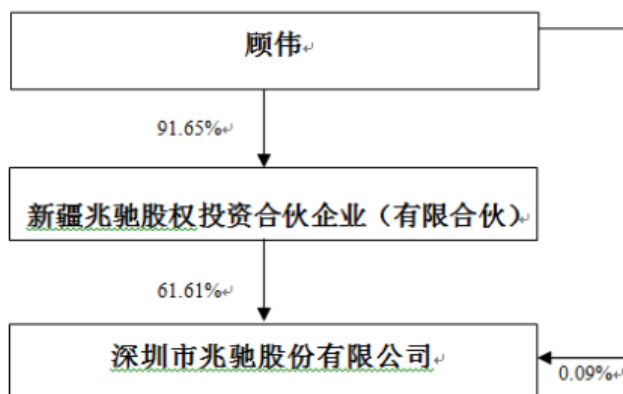 顾伟
91.65%
新疆兆驰股权投资合伙企业（有限合伙）
61.61%
深圳市兆驰股份有限公司
0.09%